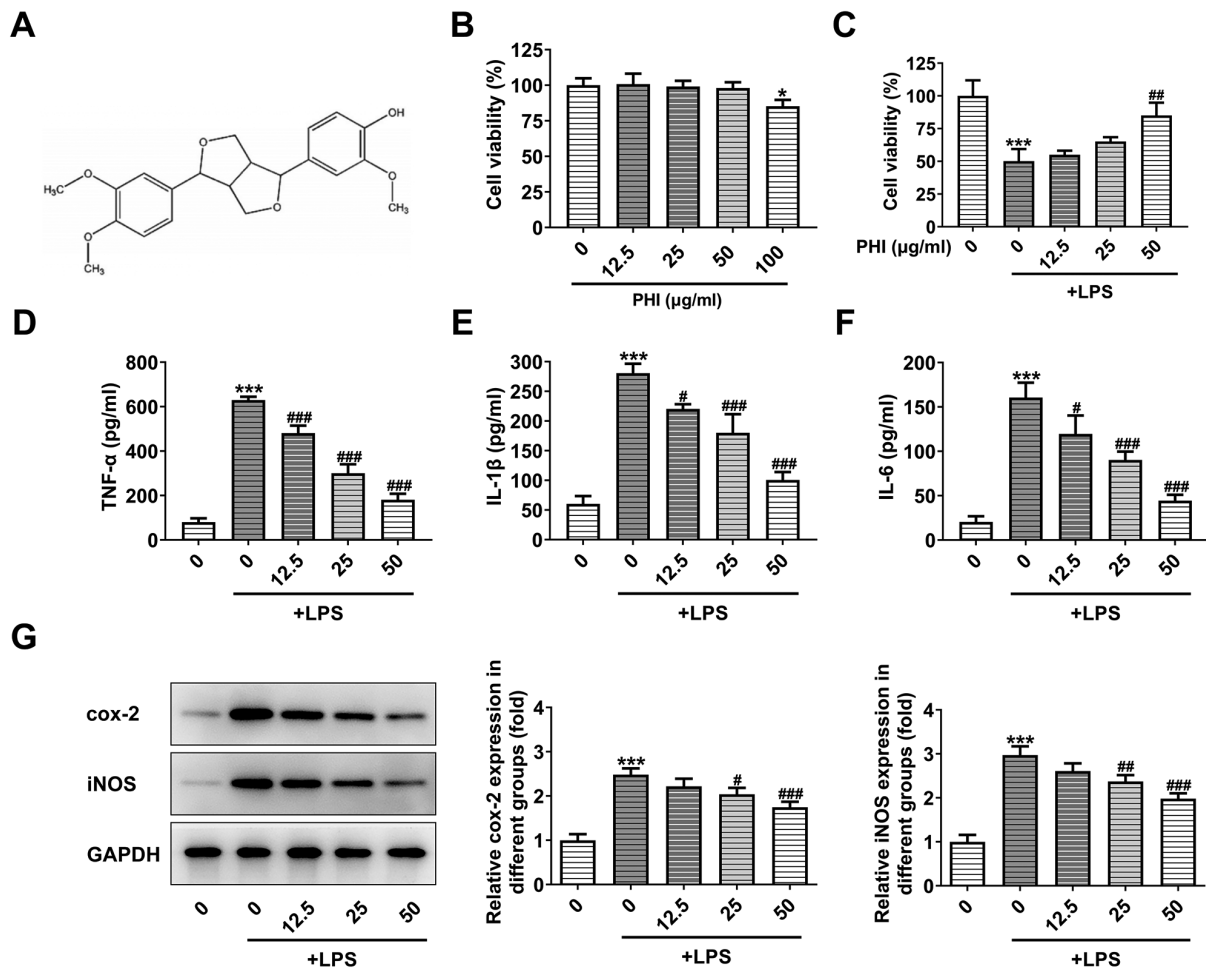 A
OH
O
O
O
CH₃
O
O
H₃C
O
CH₃
B
Cell viability (%)
125
100
75
50
25
0
*
0 12.5 25 50 100
PHI (μg/ml)
C
Cell viability (%)
125
100
75
50
25
0
***
##
PHI (μg/ml) 0 0 12.5 25 50
+LPS
D
TNF-α (pg/ml)
800
600
400
200
0
***
###
###
###
0 0 12.5 25 50
+LPS
E
IL-1β (pg/ml)
300
250
200
150
100
50
0
***
#
###
###
0 0 12.5 25 50
+LPS
F
IL-6 (pg/ml)
200
150
100
50
0
***
#
###
###
0 0 12.5 25 50
+LPS
G
cox-2
iNOS
GAPDH
0 0 12.5 25 50
+LPS
Relative cox-2 expression in
different groups (fold)
4
3
2
1
0
***
#
###
0 0 12.5 25 50
+LPS
Relative iNOS expression in
different groups (fold)
4
3
2
1
0
***
##
###
0 0 12.5 25 50
+LPS